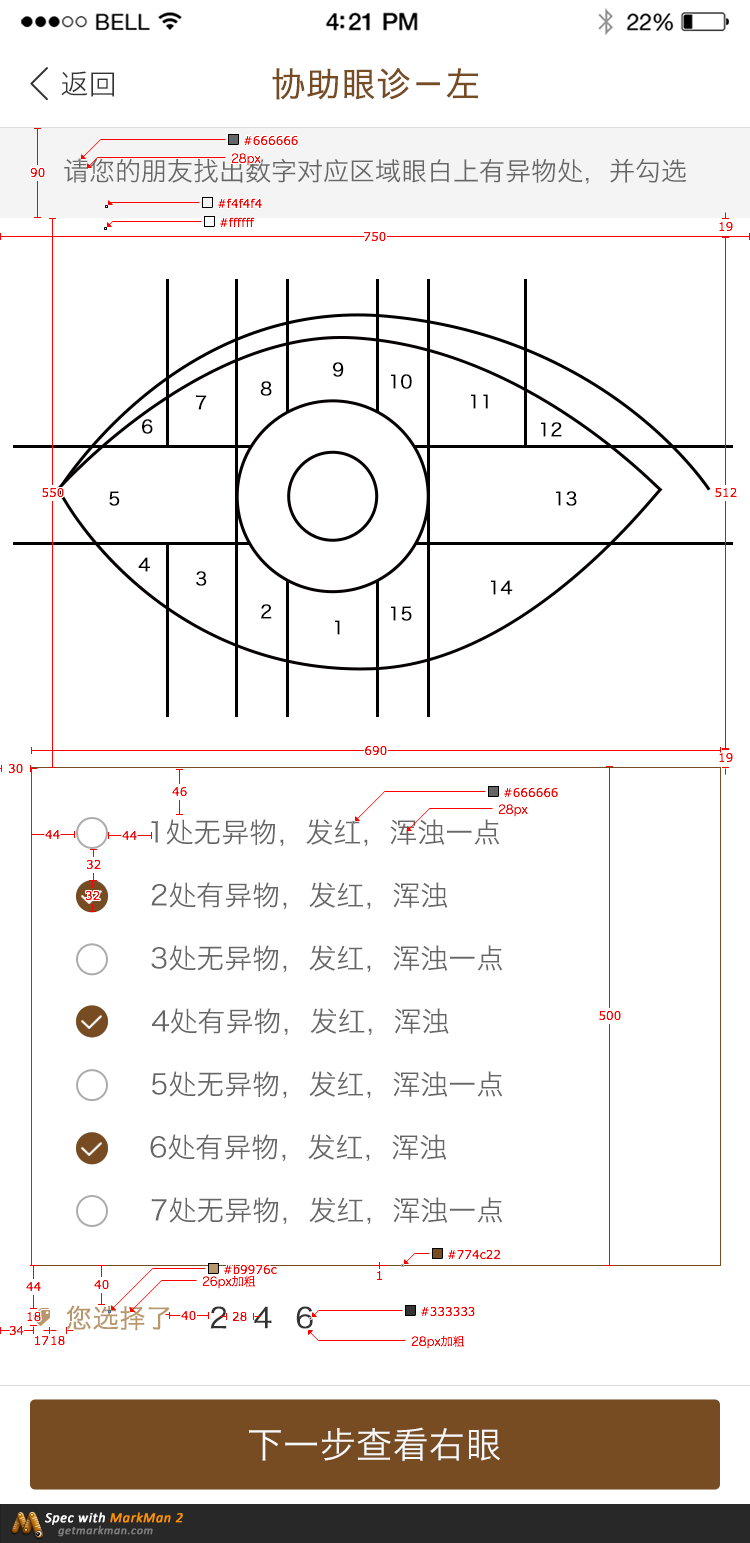 BELL 4:21 PM 22%
返回 协助眼诊－左
#666666
28px
90
请您的朋友找出数字对应区域眼白上有异物处，并勾选
#f4f4f4
#ffffff
19
750
9
10
8
7
11
6
12
550
5
13
512
4
3
14
2
15
1
690
19
30
46
#666666
28px
44 44 1处无异物，发红，浑浊一点
32
32 2处有异物，发红，浑浊
3处无异物，发红，浑浊一点
500
4处有异物，发红，浑浊
5处无异物，发红，浑浊一点
6处有异物，发红，浑浊
7处无异物，发红，浑浊一点
#774c22
#b9976c
1
26px加粗
44
40
#333333
18 您选择了 40 2 28 4 6
34
17 18
28px加粗
下一步查看右眼
Spec with MarkMan 2
getmarkman.com